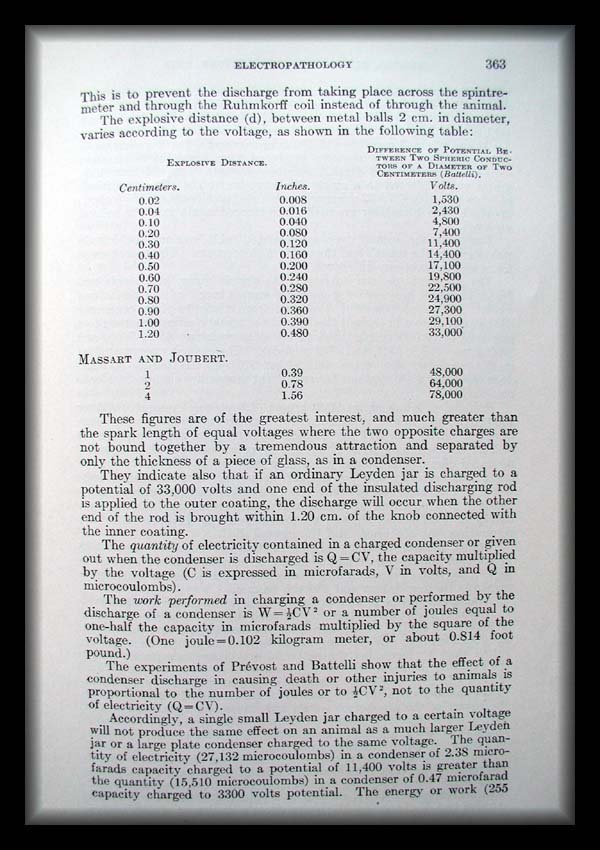 ELECTROPATHOLOGY 363
This is to prevent the discharge from taking place across the spintre-
meter and through the Ruhmkorff coil instead of through the animal.
The explosive distance (d), between metal balls 2 cm. in diameter,
varies according to the voltage, as shown in the following table:
EXPLOSIVE DISTANCE. DIFFERENCE OF POTENTIAL BE-
TWEEN TWO SPHERIC CONDUC-
TORS OF A DIAMETER OF TWO
CENTIMETERS (Battelli).
Centimeters. Inches. Volts.
0.02 0.008 1,530
0.04 0.016 2,430
0.10 0.040 4,800
0.20 0.080 7,400
0.30 0.120 11,400
0.40 0.160 14,400
0.50 0.200 17,100
0.60 0.240 19,800
0.70 0.280 22,500
0.80 0.320 24,900
0.90 0.360 27,300
1.00 0.390 29,100
1.20 0.480 33,000
MASSART AND JOUBERT.
1 0.39 48,000
2 0.78 64,000
4 1.56 78,000
These figures are of the greatest interest, and much greater than
the spark length of equal voltages where the two opposite charges are
not bound together by a tremendous attraction and separated by
only the thickness of a piece of glass, as in a condenser.
They indicate also that if an ordinary Leyden jar is charged to a
potential of 33,000 volts and one end of the insulated discharging rod
is applied to the outer coating, the discharge will occur when the other
end of the rod is brought within 1.20 cm. of the knob connected with
the inner coating.
The quantity of electricity contained in a charged condenser or given
out when the condenser is discharged is Q=CV, the capacity multiplied
by the voltage (C is expressed in microfarads, V in volts, and Q in
microcoulombs).
The work performed in charging a condenser or performed by the
discharge of a condenser is W=½CV² or a number of joules equal to
one-half the capacity in microfarads multiplied by the square of the
voltage. (One joule=0.102 kilogram meter, or about 0.814 foot
pound.)
The experiments of Prévost and Battelli show that the effect of a
condenser discharge in causing death or other injuries to animals is
proportional to the number of joules or to ½CV², not to the quantity
of electricity (Q=CV).
Accordingly, a single small Leyden jar charged to a certain voltage
will not produce the same effect on an animal as a much larger Leyden
jar or a large plate condenser charged to the same voltage. The quan-
tity of electricity (27,132 microcoulombs) in a condenser of 2.38 micro-
farads capacity charged to a potential of 11,400 volts is greater than
the quantity (15,510 microcoulombs) in a condenser of 0.47 microfarad
capacity charged to 3300 volts potential. The energy or work (255